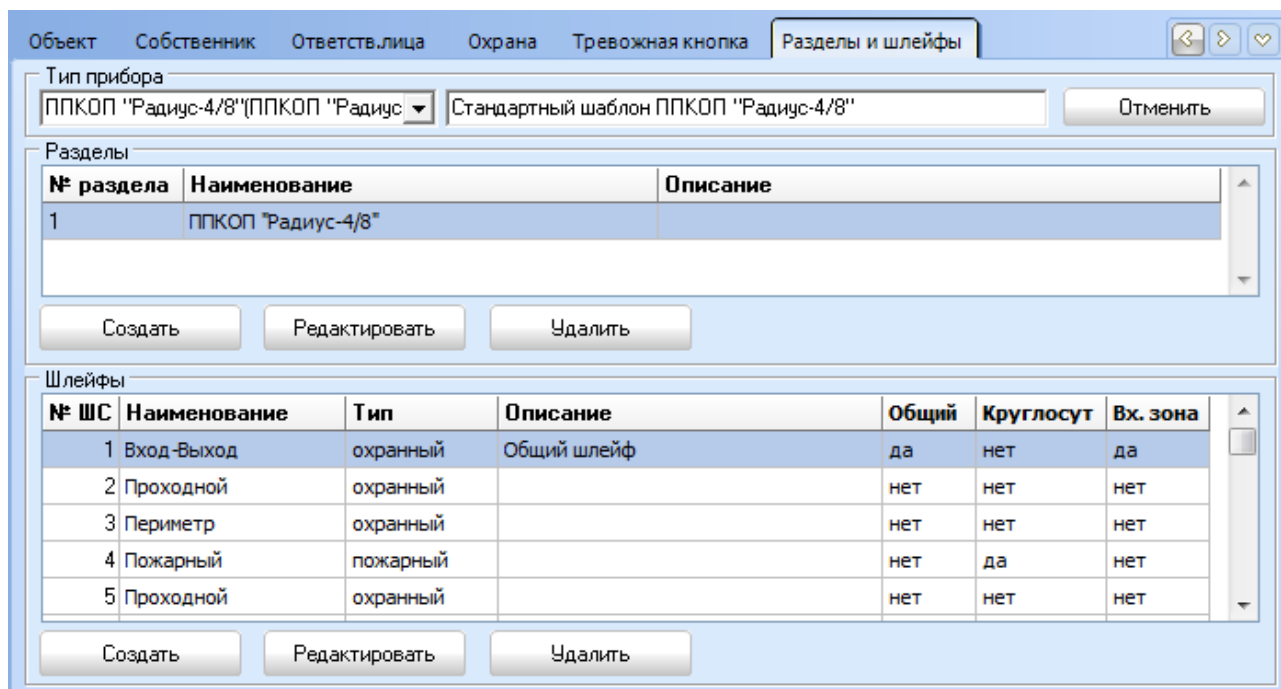 Объект Собственник Ответств.лица Охрана Тревожная кнопка Разделы и шлейфы
Тип прибора
ППКОП "Радиус-4/8"(ППКОП "Радиус Стандартный шаблон ППКОП "Радиус-4/8" Отменить
Разделы
№ раздела Наименование Описание
1 ППКОП "Радиус-4/8"
Создать Редактировать Удалить
Шлейфы
№ ШС Наименование Тип Описание Общий Круглосут Вх. зона
1 Вход-Выход охранный Общий шлейф да нет да
2 Проходной охранный нет нет нет
3 Периметр охранный нет нет нет
4 Пожарный пожарный нет да нет
5 Проходной охранный нет нет нет
Создать Редактировать Удалить